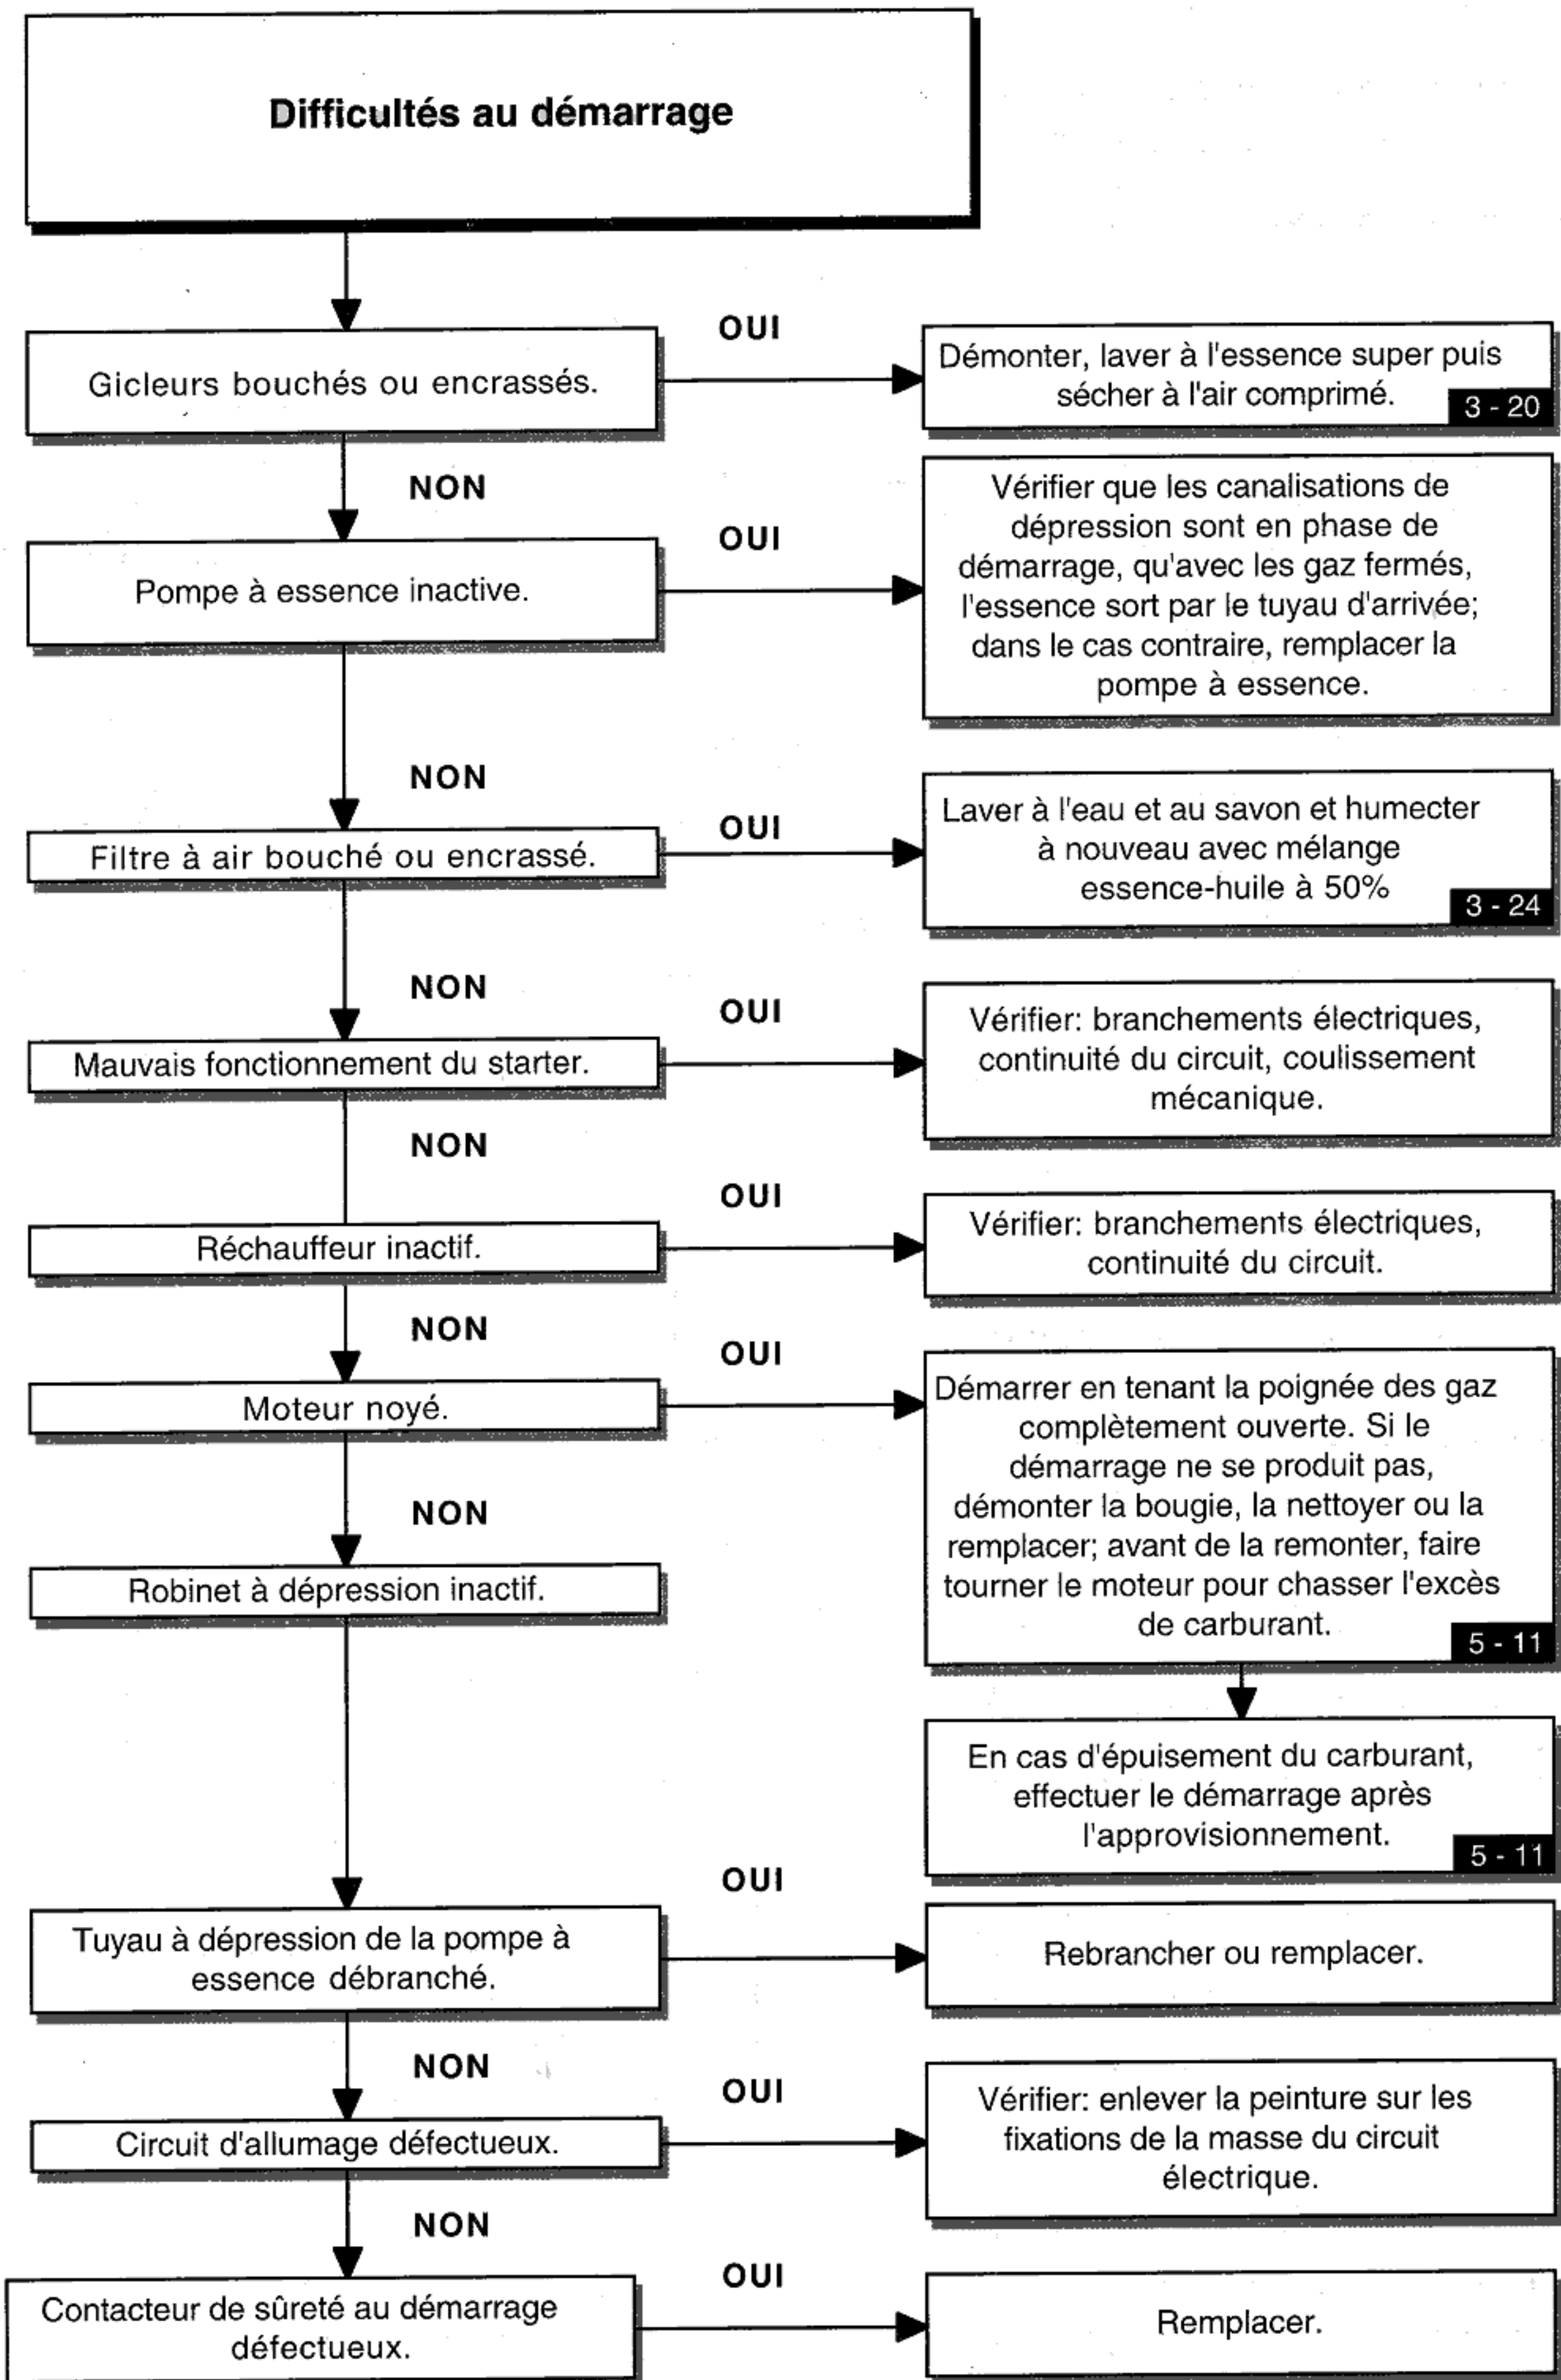 Difficultés au démarrage
OUI
Gicleurs bouchés ou encrassés.
Démonter, laver à l'essence super puis
sécher à l'air comprimé.
3 - 20
NON
OUI
Pompe à essence inactive.
Vérifier que les canalisations de
dépression sont en phase de
démarrage, qu'avec les gaz fermés,
l'essence sort par le tuyau d'arrivée;
dans le cas contraire, remplacer la
pompe à essence.
NON
OUI
Filtre à air bouché ou encrassé.
Laver à l'eau et au savon et humecter
à nouveau avec mélange
essence-huile à 50%
3 - 24
NON
OUI
Mauvais fonctionnement du starter.
Vérifier: branchements électriques,
continuité du circuit, coulissement
mécanique.
NON
OUI
Réchauffeur inactif.
Vérifier: branchements électriques,
continuité du circuit.
NON
OUI
Moteur noyé.
Démarrer en tenant la poignée des gaz
complètement ouverte. Si le
démarrage ne se produit pas,
démonter la bougie, la nettoyer ou la
remplacer; avant de la remonter, faire
tourner le moteur pour chasser l'excès
de carburant.
5 - 11
NON
Robinet à dépression inactif.
En cas d'épuisement du carburant,
effectuer le démarrage après
l'approvisionnement.
5 - 11
OUI
Tuyau à dépression de la pompe à
essence débranché.
Rebrancher ou remplacer.
NON
OUI
Circuit d'allumage défectueux.
Vérifier: enlever la peinture sur les
fixations de la masse du circuit
électrique.
NON
OUI
Contacteur de sûreté au démarrage
défectueux.
Remplacer.